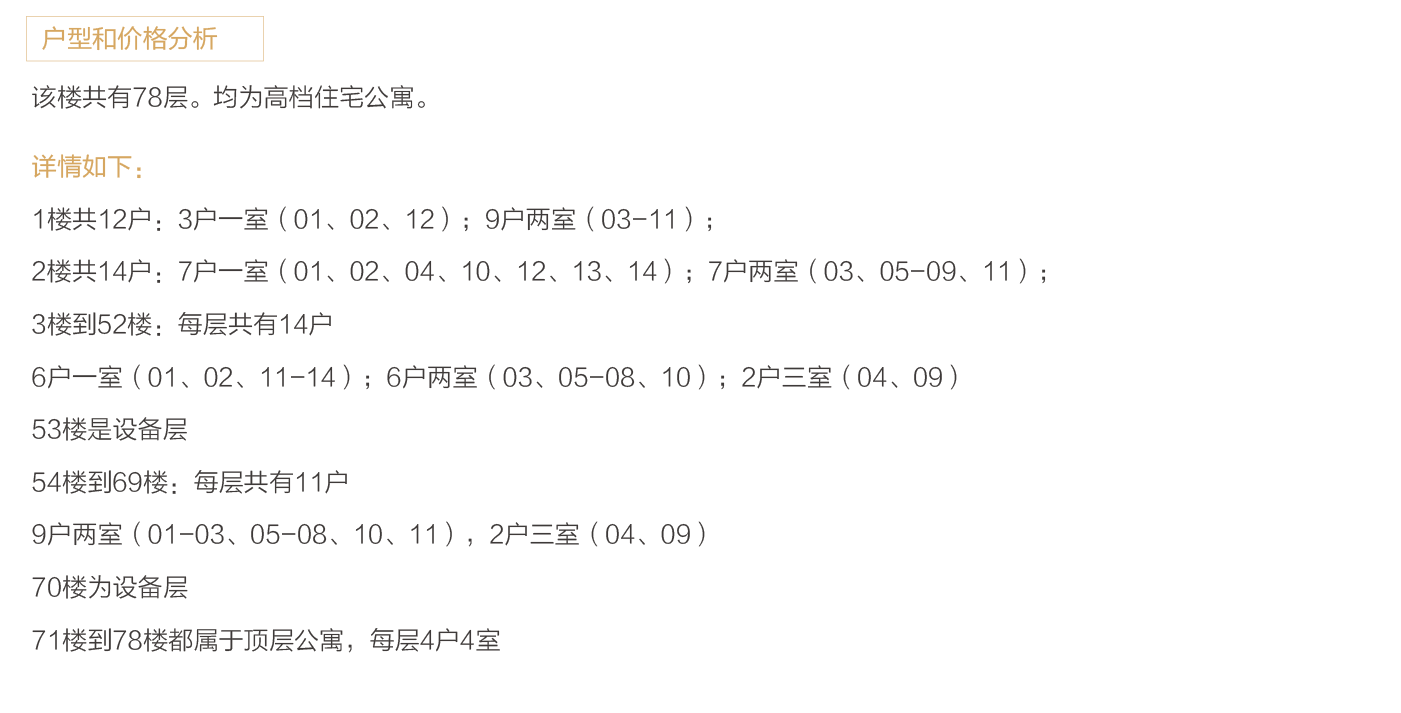 户型和价格分析
该楼共有78层。均为高档住宅公寓。
详情如下：
1楼共12户：3户一室（01、02、12）；9户两室（03-11）；
2楼共14户：7户一室（01、02、04、10、12、13、14）；7户两室（03、05-09、11）；
3楼到52楼：每层共有14户
6户一室（01、02、11-14）；6户两室（03、05-08、10）；2户三室（04、09）
53楼是设备层
54楼到69楼：每层共有11户
9户两室（01-03、05-08、10、11），2户三室（04、09）
70楼为设备层
71楼到78楼都属于顶层公寓，每层4户4室